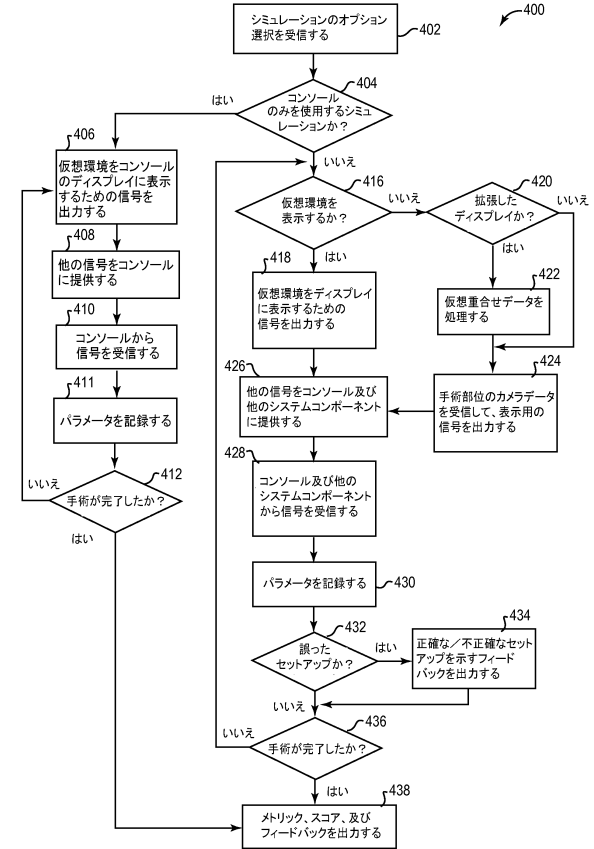 400
シミュレーションのオプション
選択を受信する
402
404
コンソール
のみを使用するシミュ
レーションか？
はい
いいえ
406
仮想環境をコンソール
のディスプレイに表示
するための信号を
出力する
408
他の信号をコンソール
に提供する
410
コンソールから
信号を受信する
411
パラメータを記録する
412
手術が完了したか？
いいえ
はい
416
仮想環境を
表示するか？
いいえ
はい
418
仮想環境をディスプレイ
に表示するための
信号を出力する
420
拡張した
ディスプレイか？
いいえ
はい
422
仮想重合せデータを
処理する
424
手術部位のカメラデータ
を受信して、表示用の
信号を出力する
426
他の信号をコンソール及び
他のシステムコンポーネント
に提供する
428
コンソール及び他の
システムコンポーネント
から信号を受信する
パラメータを記録する
430
432
誤った
セットアップか？
はい
いいえ
434
正確な／不正確なセット
アップを示すフィード
バックを出力する
436
手術が完了したか？
いいえ
はい
438
メトリック、スコア、及び
フィードバックを出力する